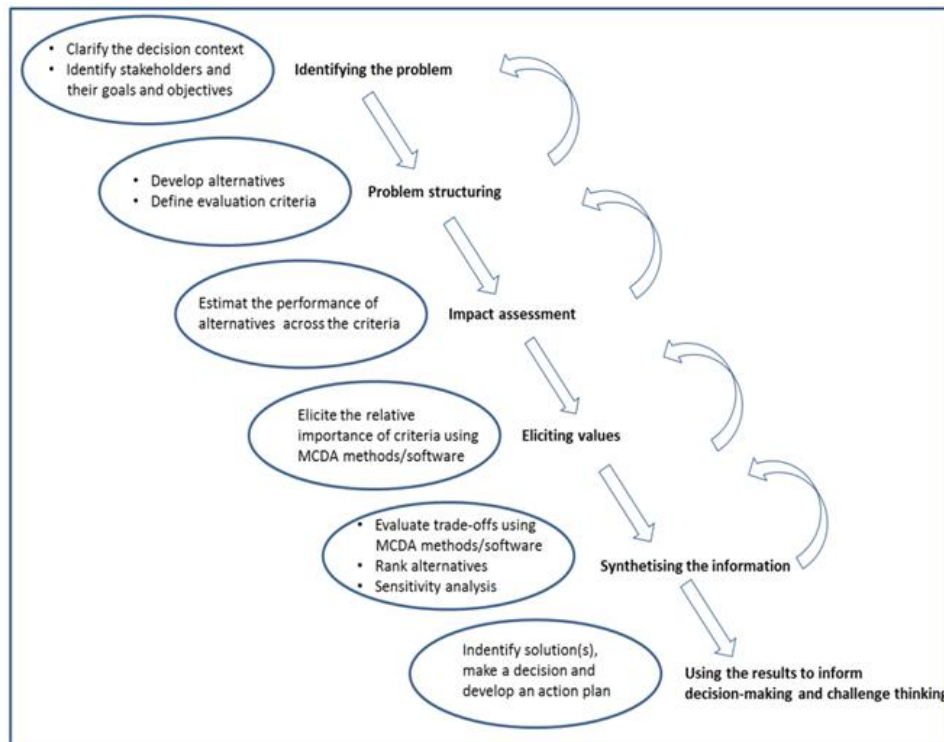 • Clarify the decision context
• Identify stakeholders and
their goals and objectives
Identifying the problem
• Develop alternatives
• Define evaluation criteria
Problem structuring
Estimat the performance of
alternatives across the criteria
Impact assessment
Elicite the relative
importance of criteria using
MCDA methods/software
Eliciting values
• Evaluate trade-offs using
MCDA methods/software
• Rank alternatives
• Sensitivity analysis
Synthetising the information
Indentify solution(s),
make a decision and
develop an action plan
Using the results to inform
decision-making and challenge thinking